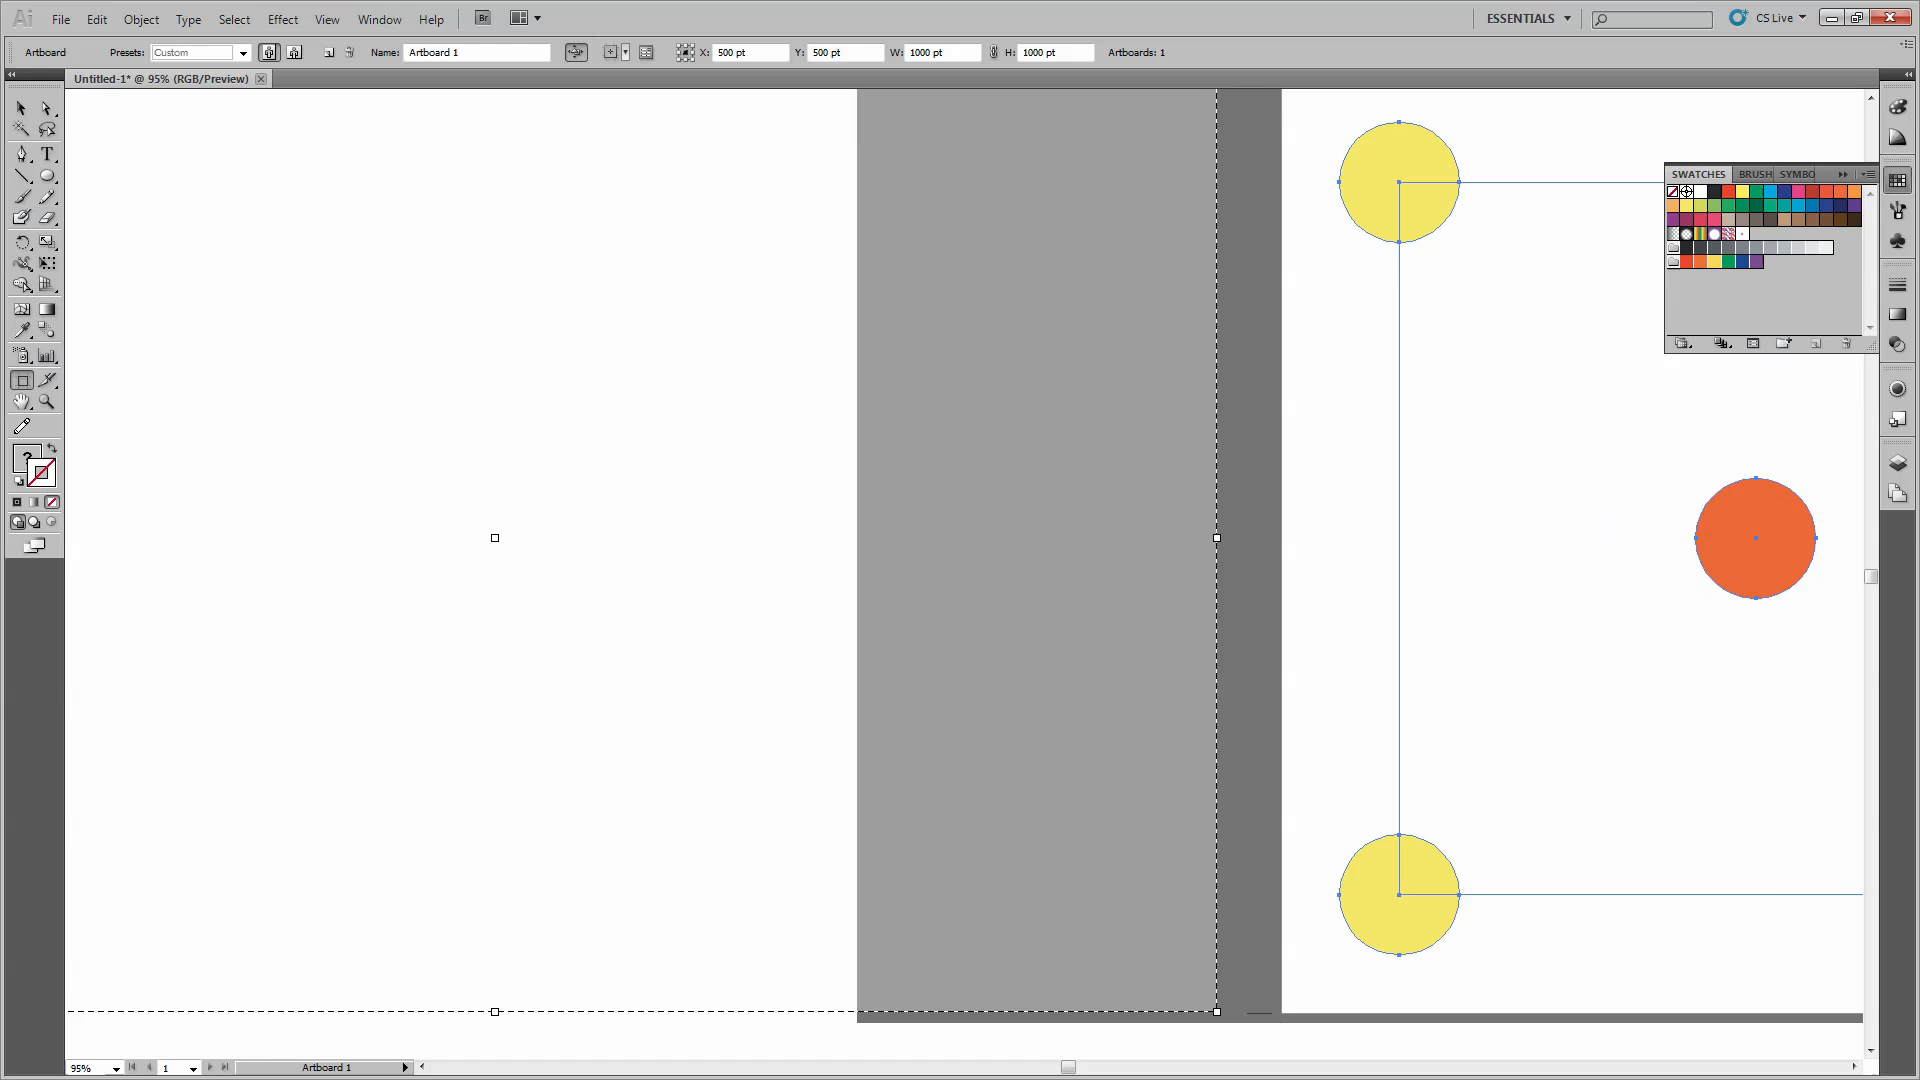 Ai File Edit Object Type Select Effect View Window Help Br ESSENTIALS CS Live
Artboard Presets: Custom Name: Artboard 1 X: 500 pt Y: 500 pt W: 1000 pt H: 1000 pt Artboards: 1
Untitled-1* @ 95% (RGB/Preview)
SWATCHES BRUSH SYMBO
T
?
95% 1 Artboard 1